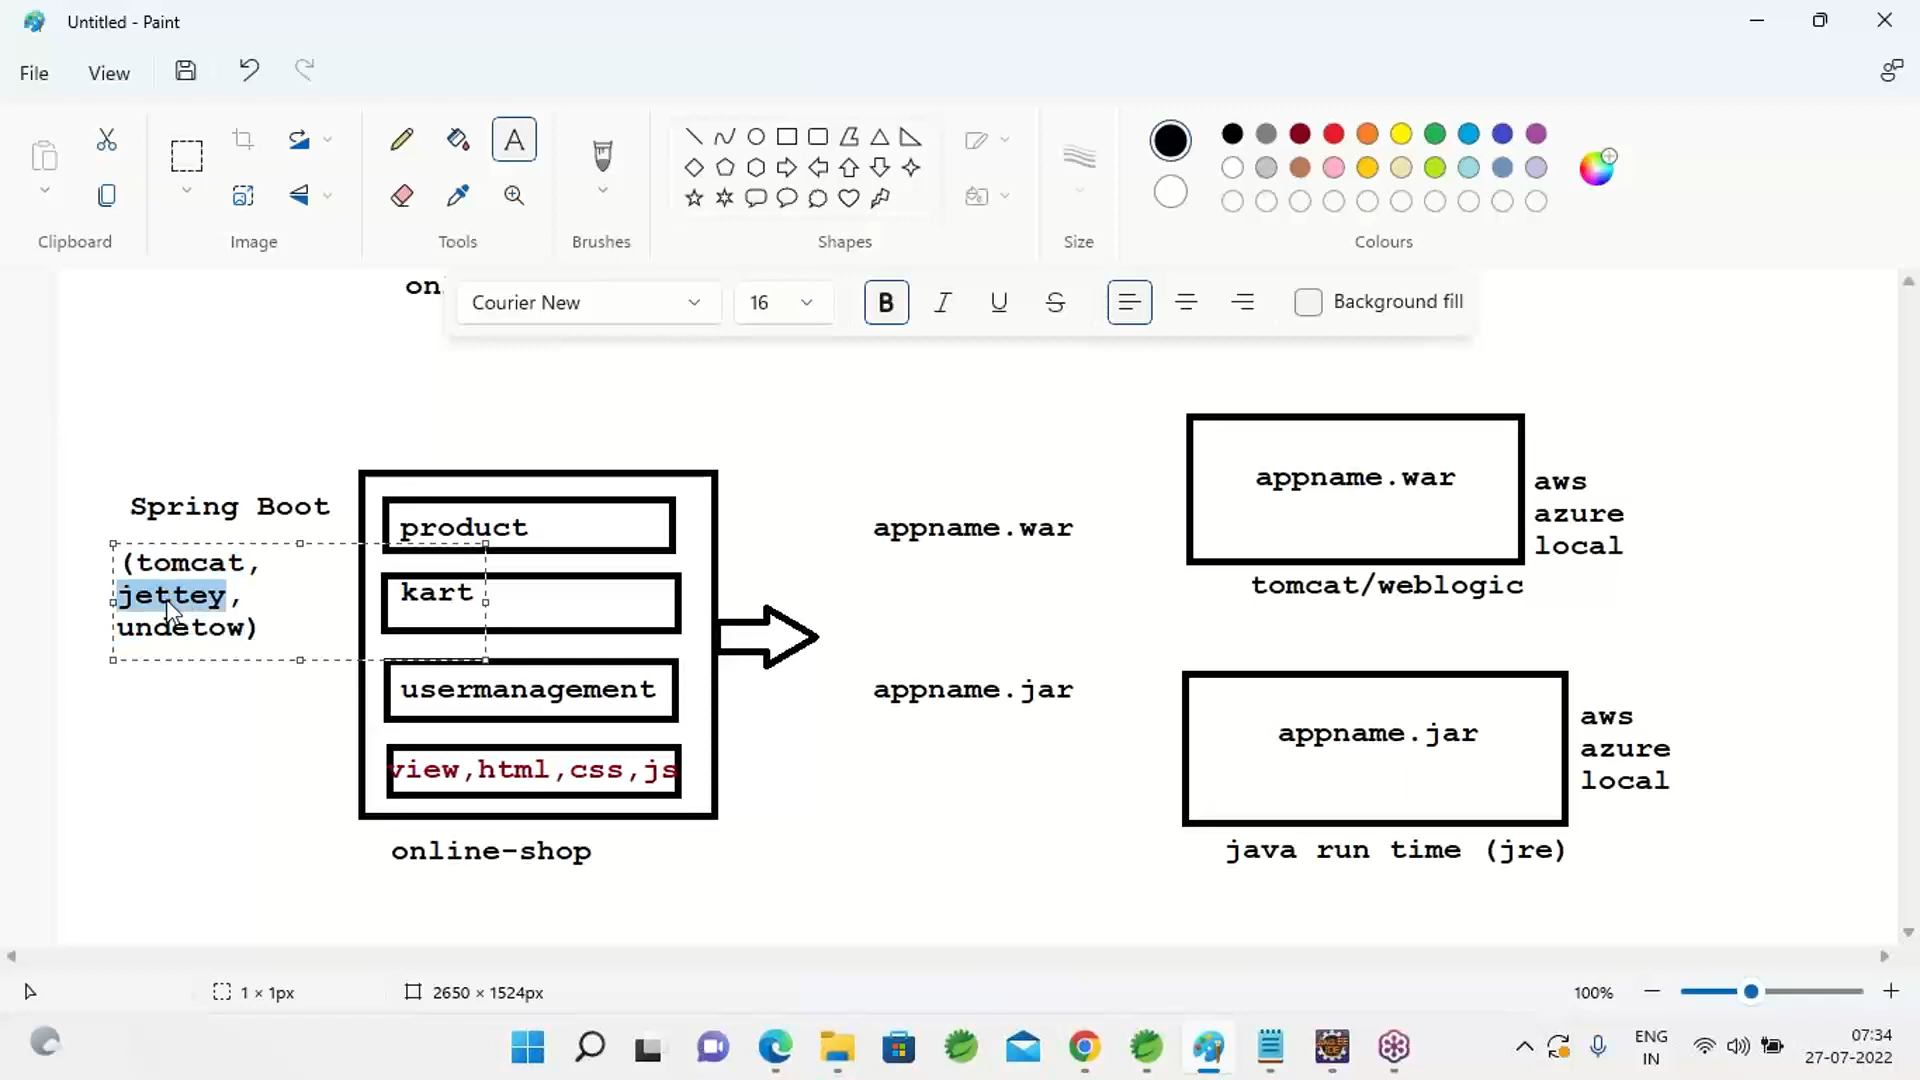 Untitled - Paint
File
View
Clipboard
Image
Tools
Brushes
Shapes
Size
Colours
A
on
Courier New
16
B
I
U
S
Background fill
Spring Boot
(tomcat,
jettey,
undetow)
product
kart
usermanagement
view,html,css,js
online-shop
appname.war
appname.jar
appname.war
tomcat/weblogic
aws
azure
local
appname.jar
java run time (jre)
aws
azure
local
1 × 1px
2650 × 1524px
100%
ENG
IN
07:34
27-07-2022